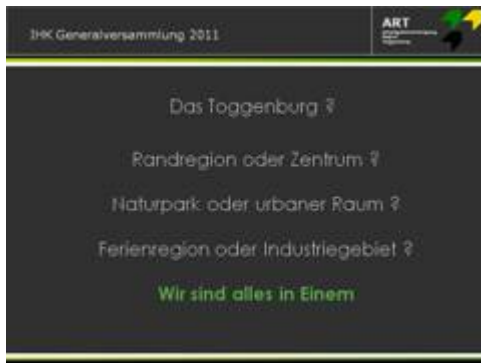 IHK Generalversammlung 2011
ART
Das Toggenburg ?
Randregion oder Zentrum ?
Naturpark oder urbaner Raum ?
Ferienregion oder Industriegebiet ?
Wir sind alles in Einem